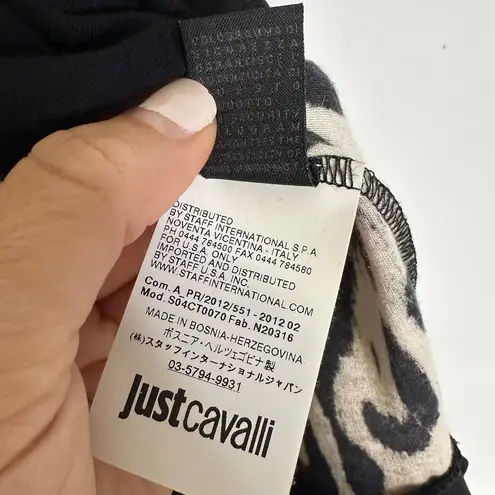 DISTRIBUTED
BY STAFF INTERNATIONAL S.P.A.
NOVENTA VICENTINA - ITALY
PH 0444 784500 FAX 0444 784580
FOR U.S.A. ONLY
IMPORTED AND DISTRIBUTED
BY STAFF U.S.A. INC.
WWW.STAFFINTERNATIONAL.COM
Com. A_PR/2012/551 - 2012 02
Mod. S04CT0070 Fab. N20316
MADE IN BOSNIA-HERZEGOVINA
ボスニア・ヘルツェゴビナ製
(株)スタッフインターナショナルジャパン
03-5794-9931
justcavalli